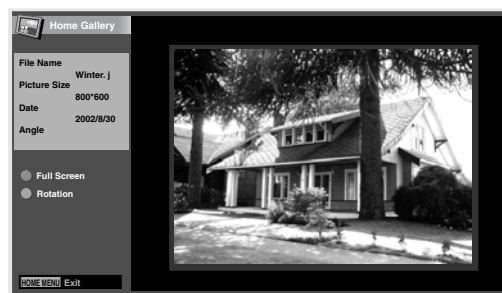 Home Gallery
File Name
Winter. j
Picture Size
800*600
Date
2002/8/30
Angle
Full Screen
Rotation
HOME MENU Exit